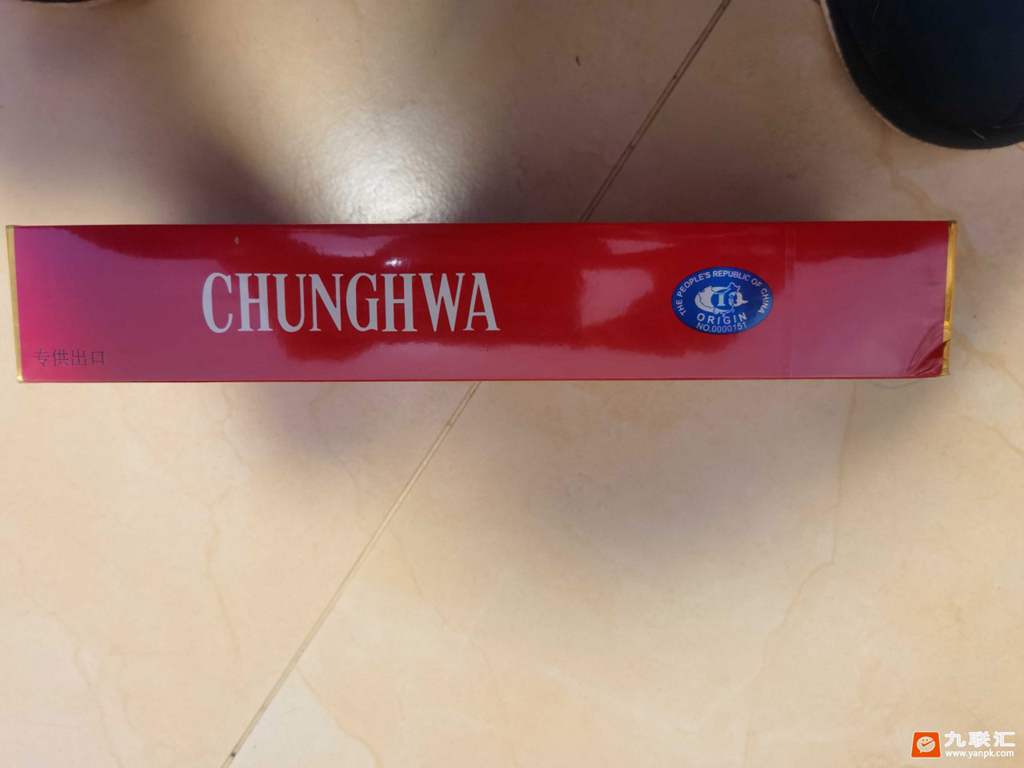 CHUNGHWA
THE PEOPLE'S REPUBLIC OF CHINA
ORIGIN
NO.0000151
专供出口
九联汇
www.yanpk.com